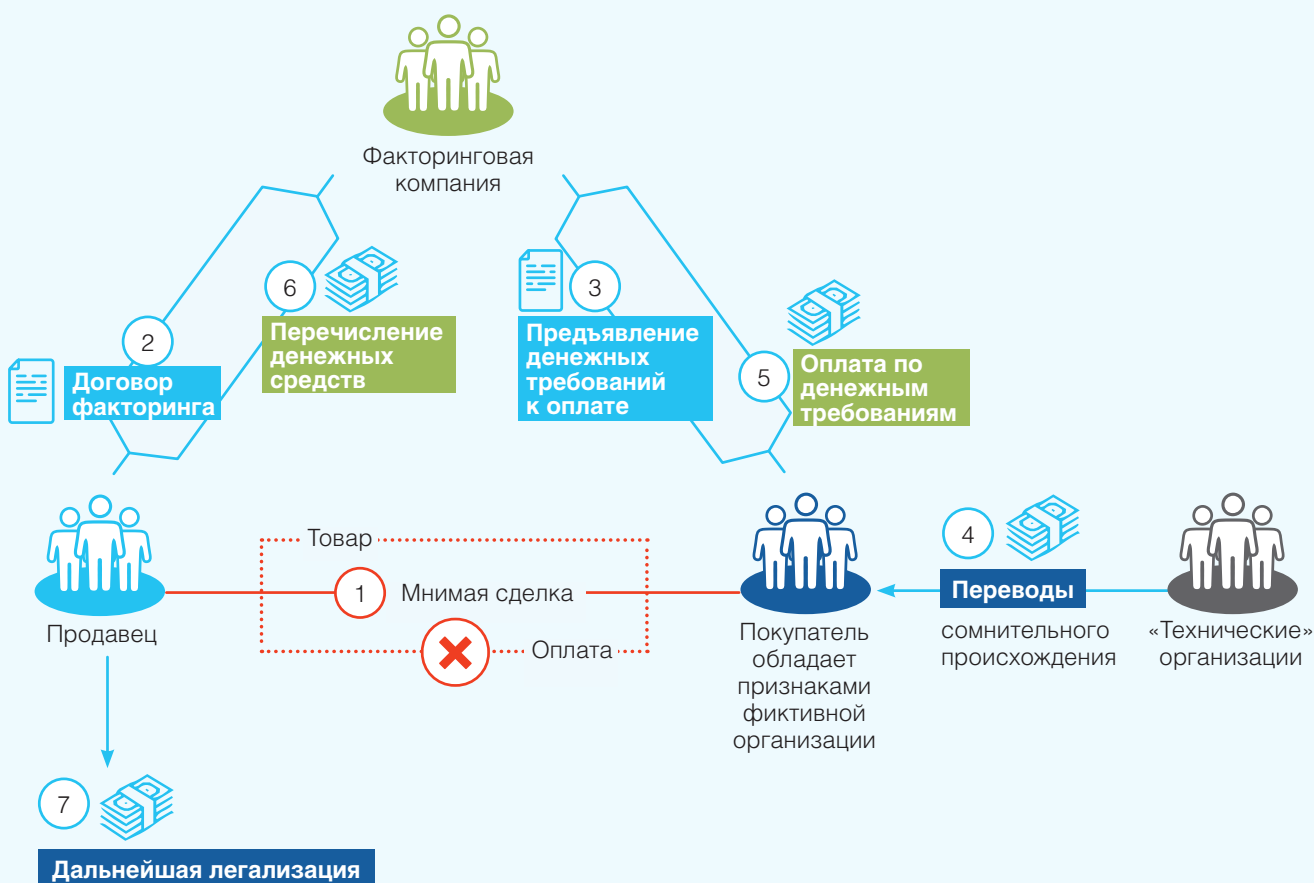 Факторинговая
компания
6
Перечисление
денежных
средств
2
Договор
факторинга
3
Предъявление
денежных
требований
к оплате
5
Оплата по
денежным
требованиям
Товар
1
Мнимая сделка
Оплата
Продавец
Покупатель
обладает
признаками
фиктивной
организации
4
Переводы
сомнительного
происхождения
«Технические»
организации
7
Дальнейшая легализация